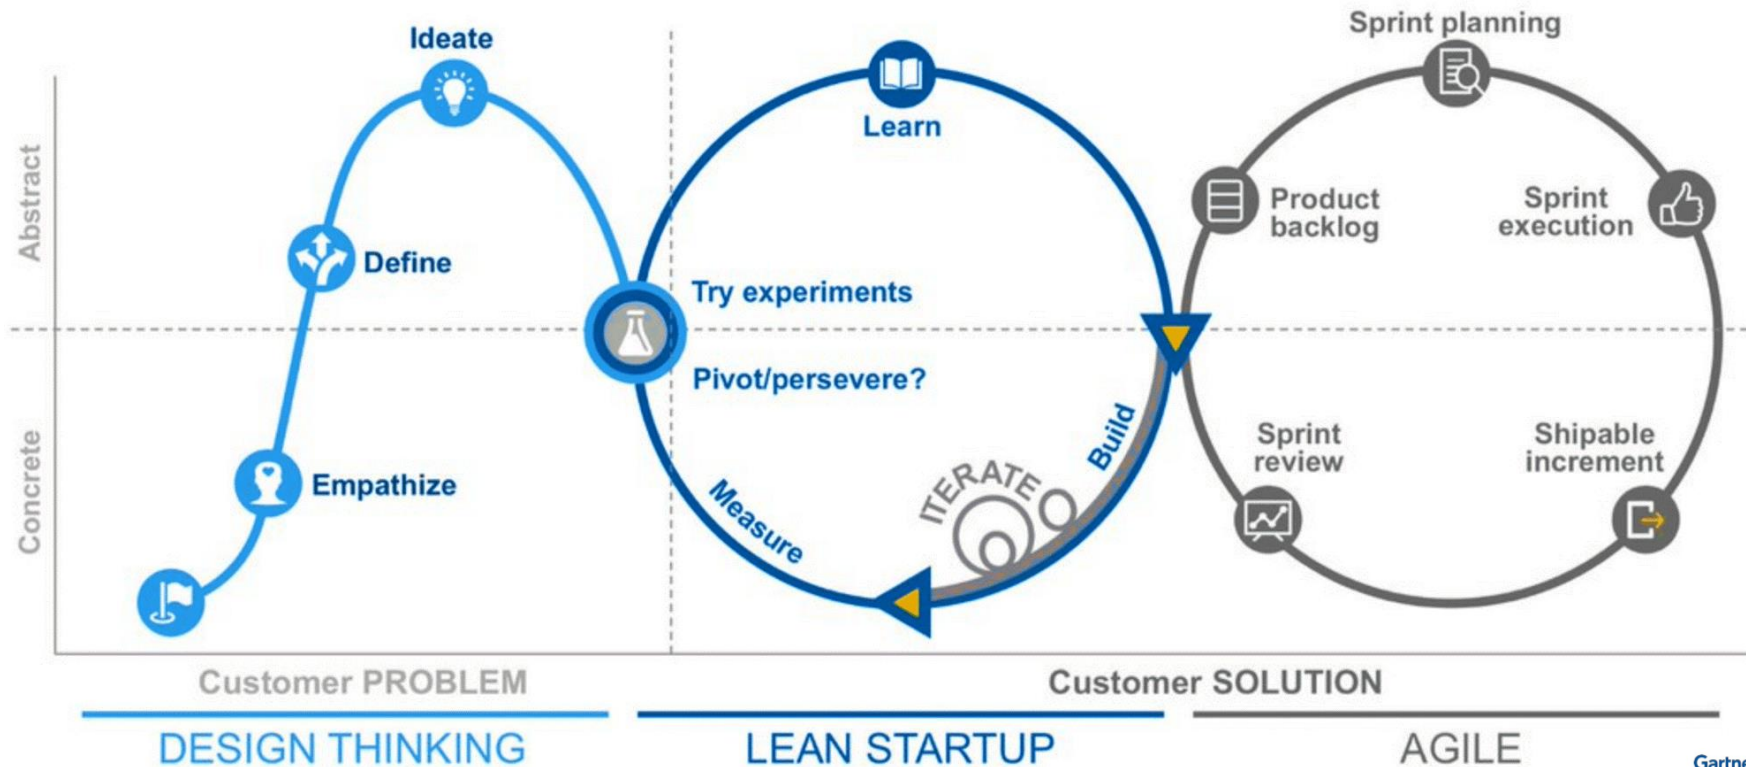 Ideate
Define
Empathize
Abstract
Concrete
Learn
Try experiments
Pivot/persevere?
Measure
ITERATE
Build
Sprint planning
Product
backlog
Sprint
execution
Sprint
review
Shipable
increment
Customer PROBLEM
Customer SOLUTION
DESIGN THINKING
LEAN STARTUP
AGILE